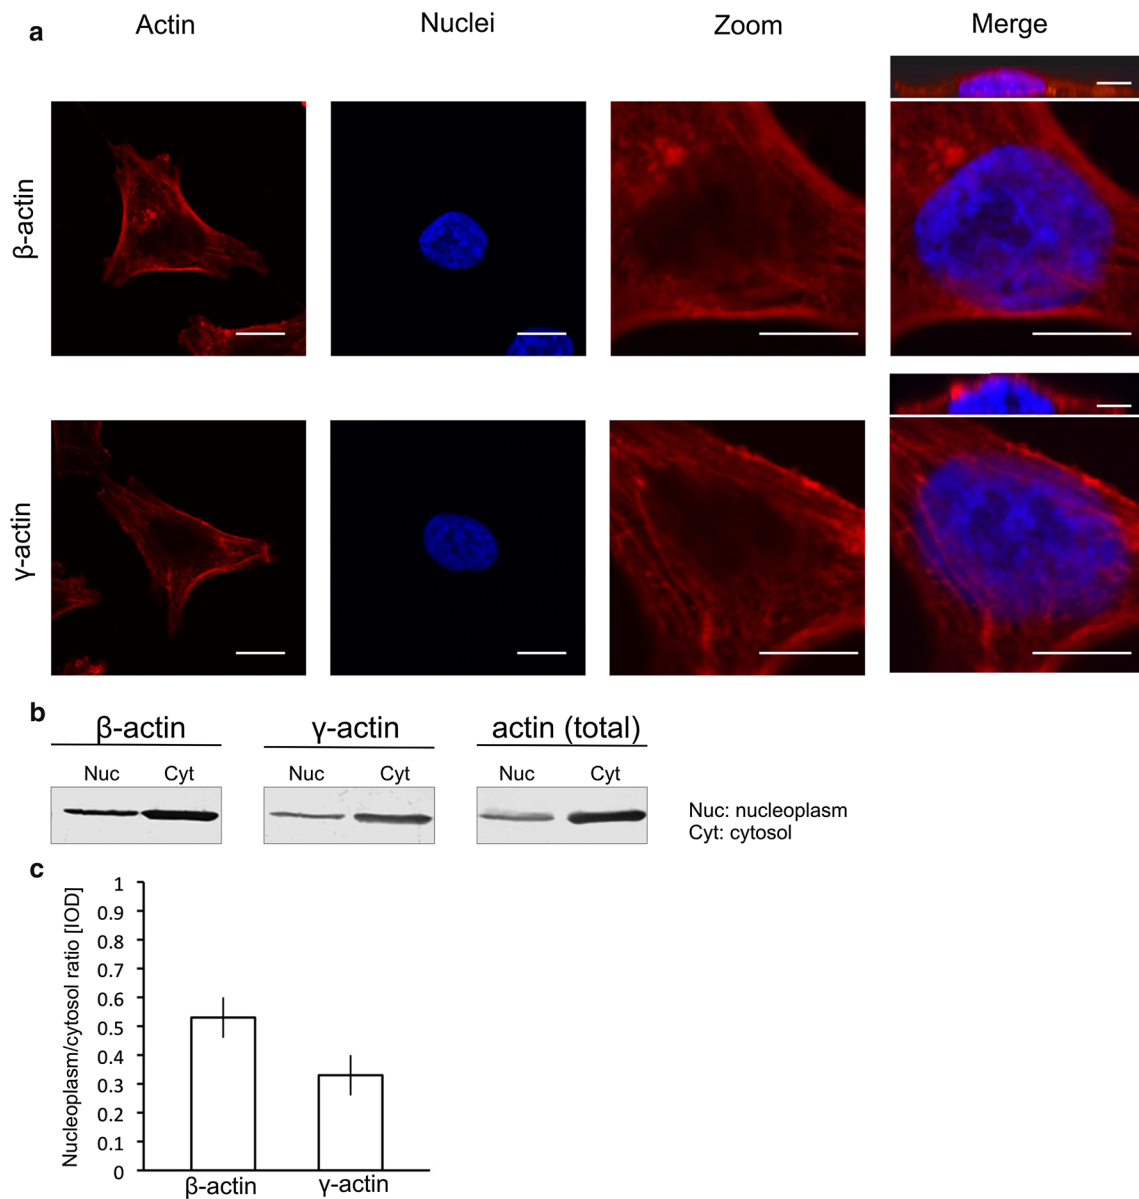 a
Actin Nuclei Zoom Merge
β-actin
γ-actin
b
β-actin γ-actin actin (total)
Nuc Cyt Nuc Cyt Nuc Cyt
Nuc: nucleoplasm
Cyt: cytosol
c
Nucleoplasm/cytosol ratio [IOD]
1
0.9
0.8
0.7
0.6
0.5
0.4
0.3
0.2
0.1
0
β-actin γ-actin